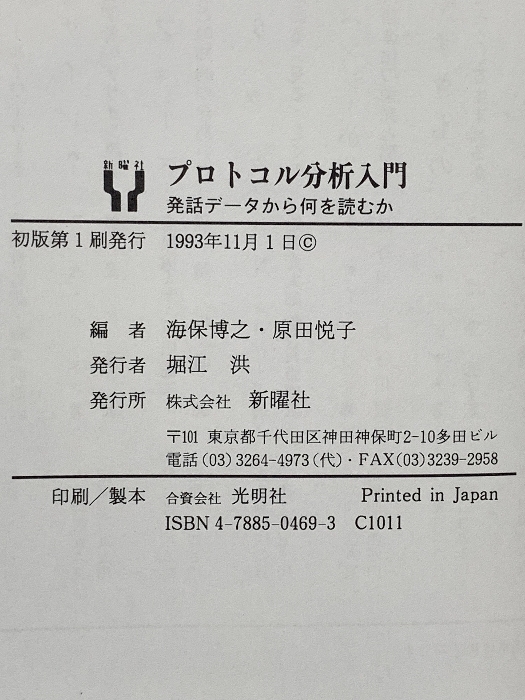 新曜社
プロトコル分析入門
発話データから何を読むか
初版第1刷発行 1993年11月1日©
編者 海保博之・原田悦子
発行者 堀江 洪
発行所 株式会社 新曜社
〒101 東京都千代田区神田神保町2-10多田ビル
電話(03)3264-4973(代)・FAX(03)3239-2958
印刷／製本 合資会社 光明社 Printed in Japan
ISBN 4-7885-0469-3 C1011